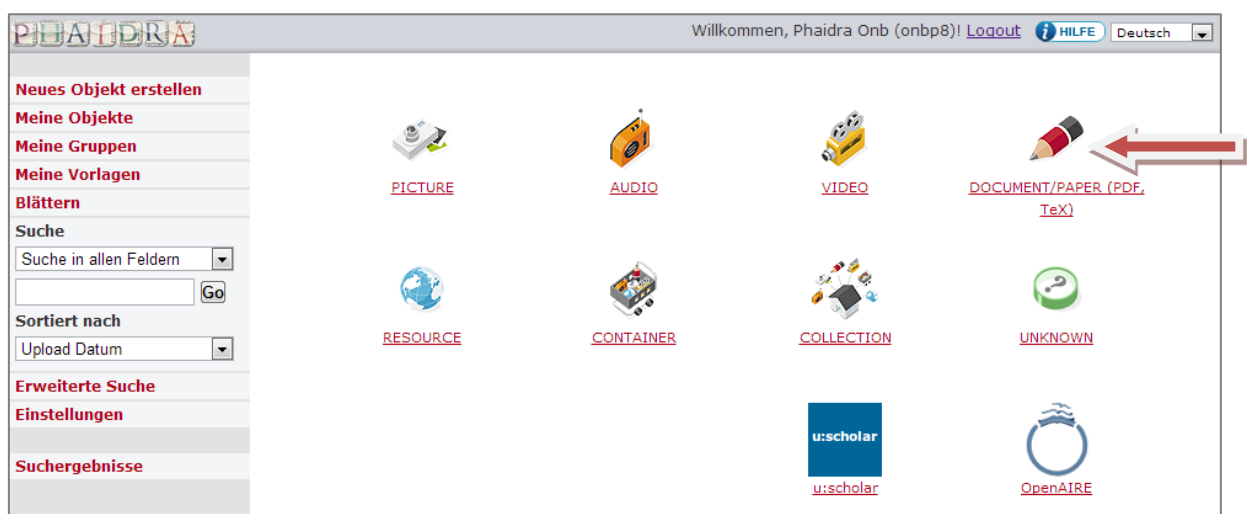 PHAIDRA
Willkommen, Phaidra Onb (onbp8)! Logout
i HILFE
Deutsch
Neues Objekt erstellen
Meine Objekte
Meine Gruppen
Meine Vorlagen
Blättern
Suche
Suche in allen Feldern
Go
Sortiert nach
Upload Datum
Erweiterte Suche
Einstellungen
Suchergebnisse
PICTURE
AUDIO
VIDEO
DOCUMENT/PAPER (PDF,
TeX)
RESOURCE
CONTAINER
COLLECTION
?
UNKNOWN
u:scholar
u:scholar
OpenAIRE